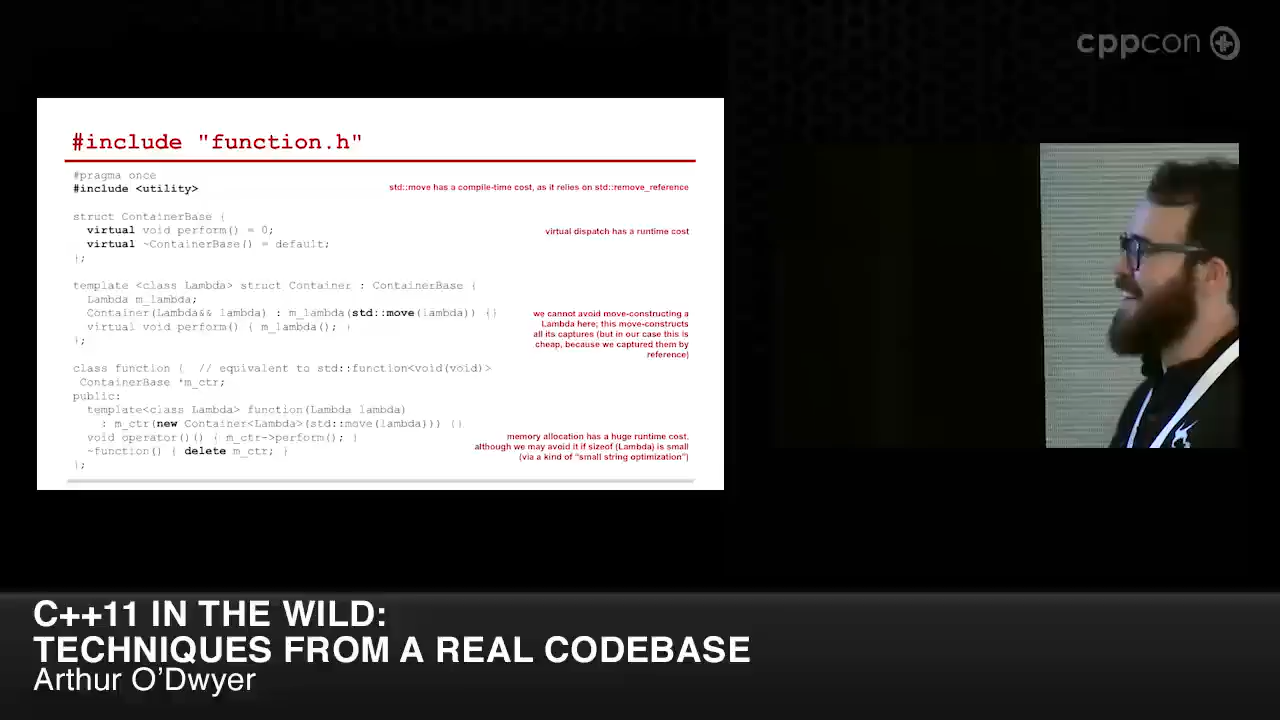 cppcon
#include "function.h"
#pragma once
#include <utility>
std::move has a compile-time cost, as it relies on std::remove_reference
struct ContainerBase {
virtual void perform() = 0;
virtual dispatch has a runtime cost
virtual ~ContainerBase() = default;
};
template <class Lambda> struct Container : ContainerBase {
Lambda m_lambda;
Container(Lambda&& lambda) : m_lambda(std::move(lambda)) {}
virtual void perform() { m_lambda(); }
};
we cannot avoid move-constructing a
Lambda here; this move-constructs
all its captures (but in our case this is
cheap, because we captured them by
reference)
class function {  // equivalent to std::function<void(void)>
ContainerBase *m_ctr;
public:
template<class Lambda> function(Lambda lambda)
: m_ctr(new Container<Lambda>(std::move(lambda))) {}
void operator()() { m_ctr->perform(); }
~function() { delete m_ctr; }
};
memory allocation has a huge runtime cost,
although we may avoid it if sizeof (Lambda) is small
(via a kind of "small string optimization")
C++11 IN THE WILD:
TECHNIQUES FROM A REAL CODEBASE
Arthur O'Dwyer